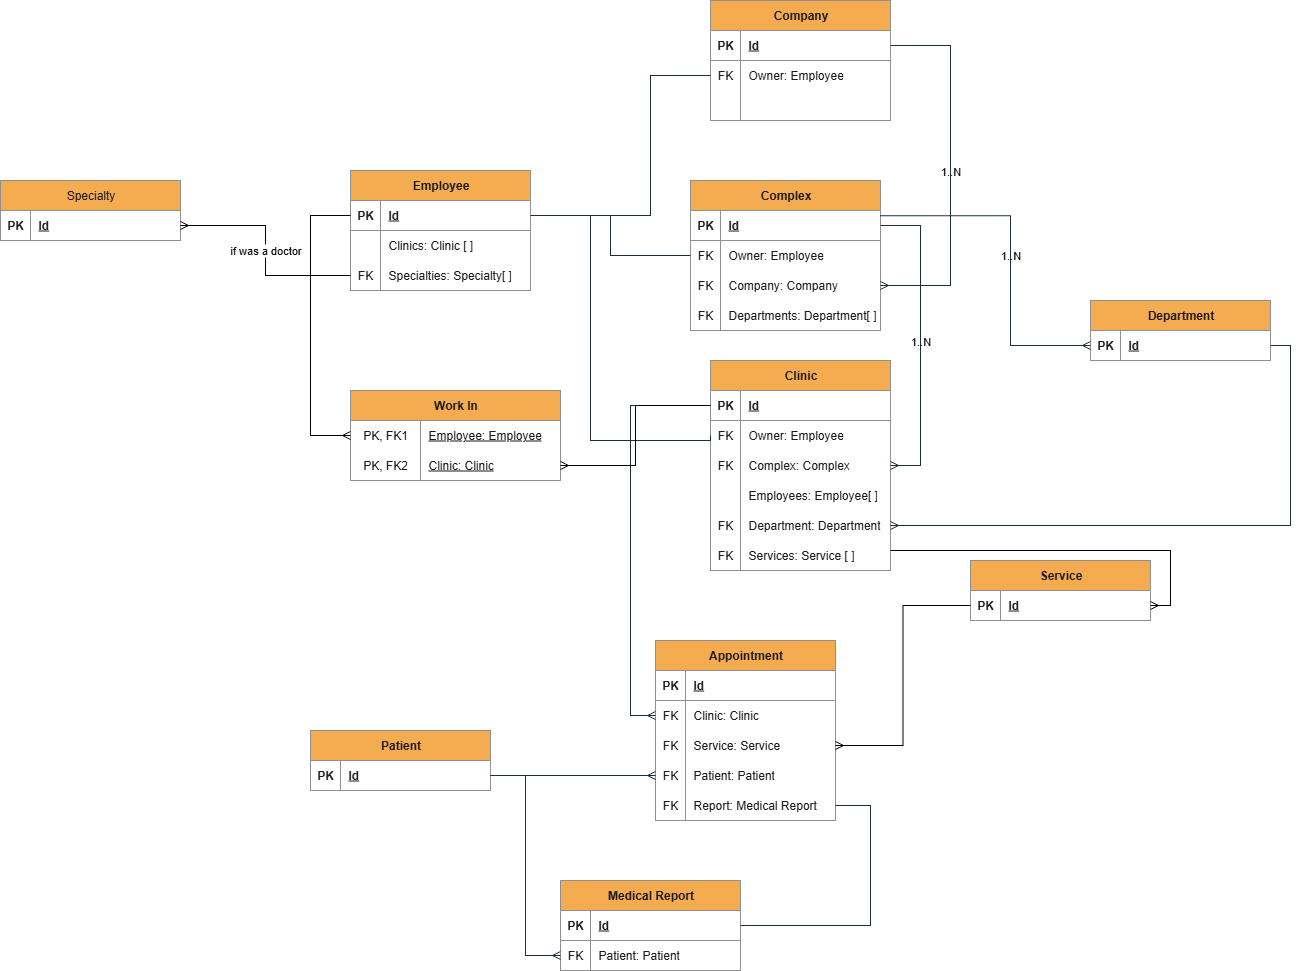 Company
PK Id
FK Owner: Employee
1..N
Specialty
PK Id
if was a doctor
Employee
PK Id
Clinics: Clinic [ ]
FK Specialties: Specialty[ ]
Complex
PK Id
FK Owner: Employee
FK Company: Company
FK Departments: Department[ ]
1..N
1..N
Department
PK Id
Work In
PK, FK1 Employee: Employee
PK, FK2 Clinic: Clinic
Clinic
PK Id
FK Owner: Employee
FK Complex: Complex
Employees: Employee[ ]
FK Department: Department
FK Services: Service [ ]
Service
PK Id
Appointment
PK Id
FK Clinic: Clinic
FK Service: Service
FK Patient: Patient
FK Report: Medical Report
Patient
PK Id
Medical Report
PK Id
FK Patient: Patient